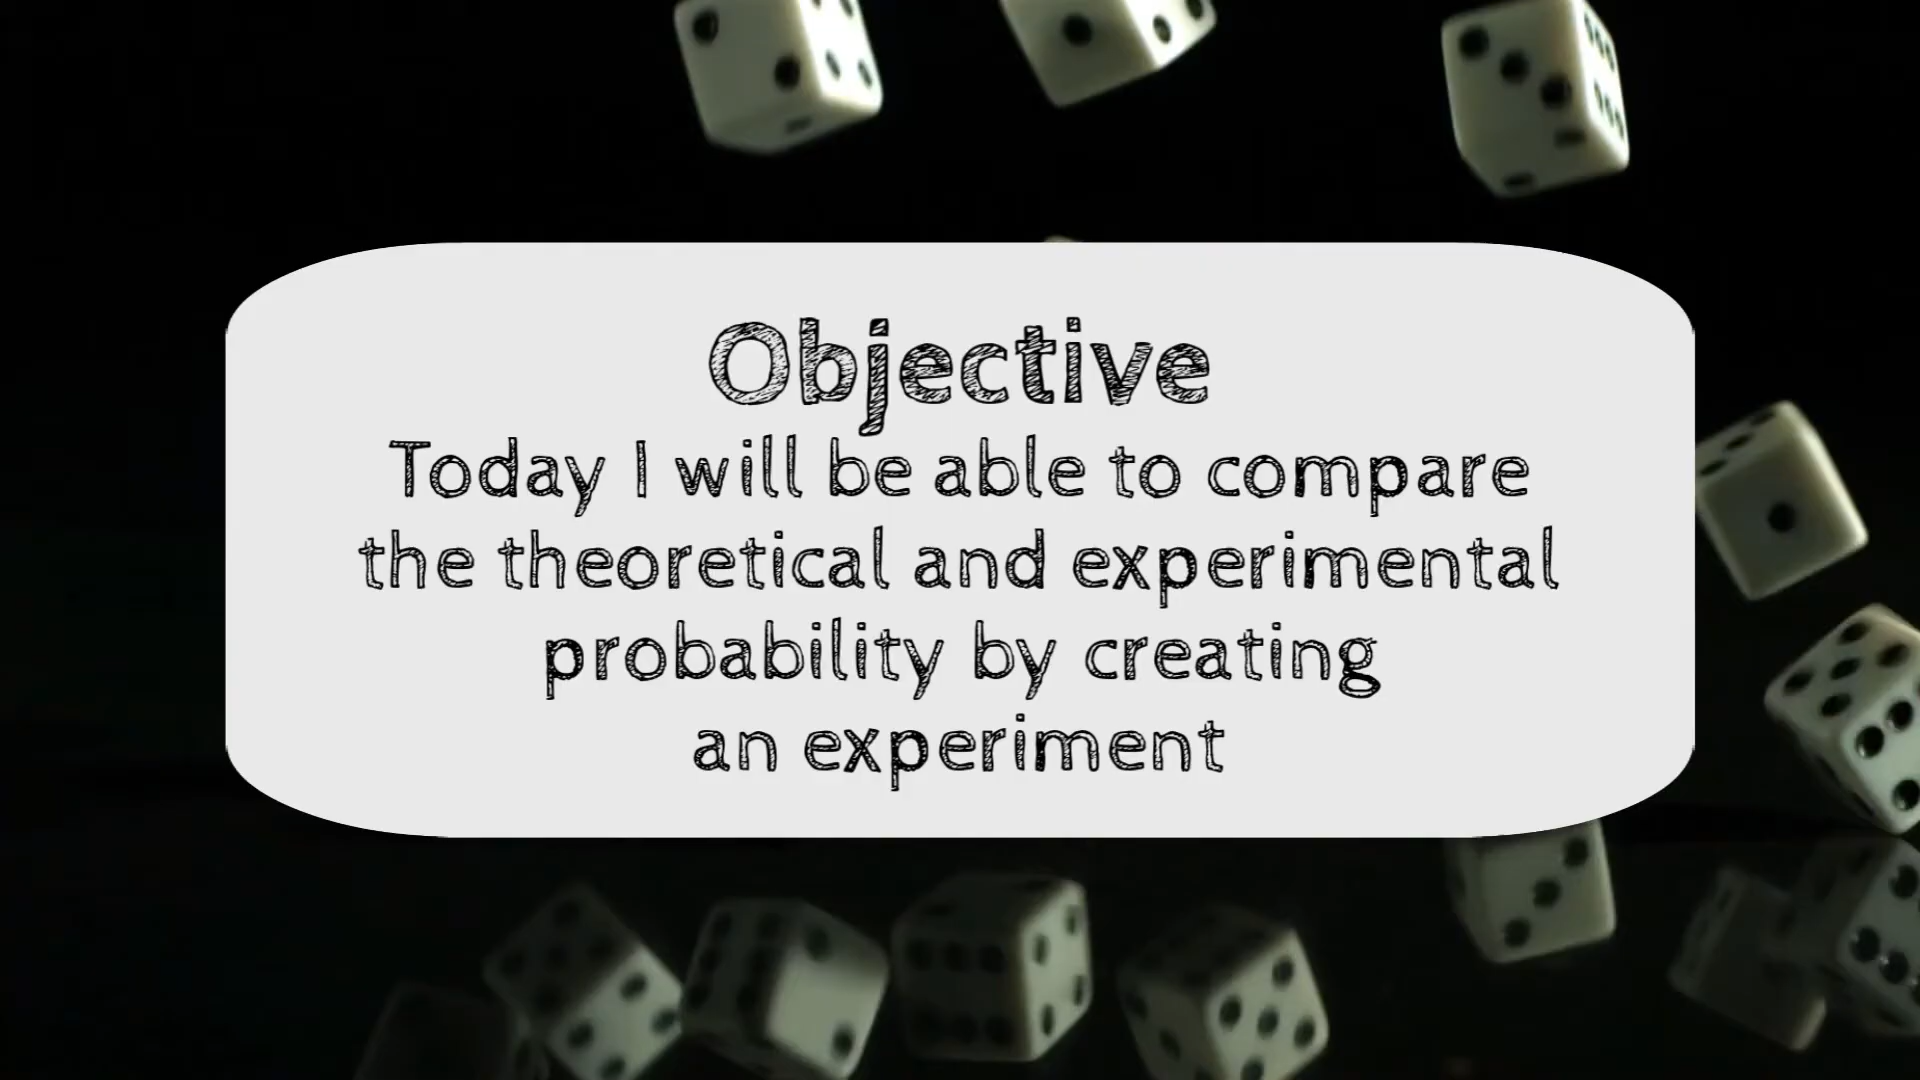 Objective
Today I will be able to compare
the theoretical and experimental
probability by creating
an experiment